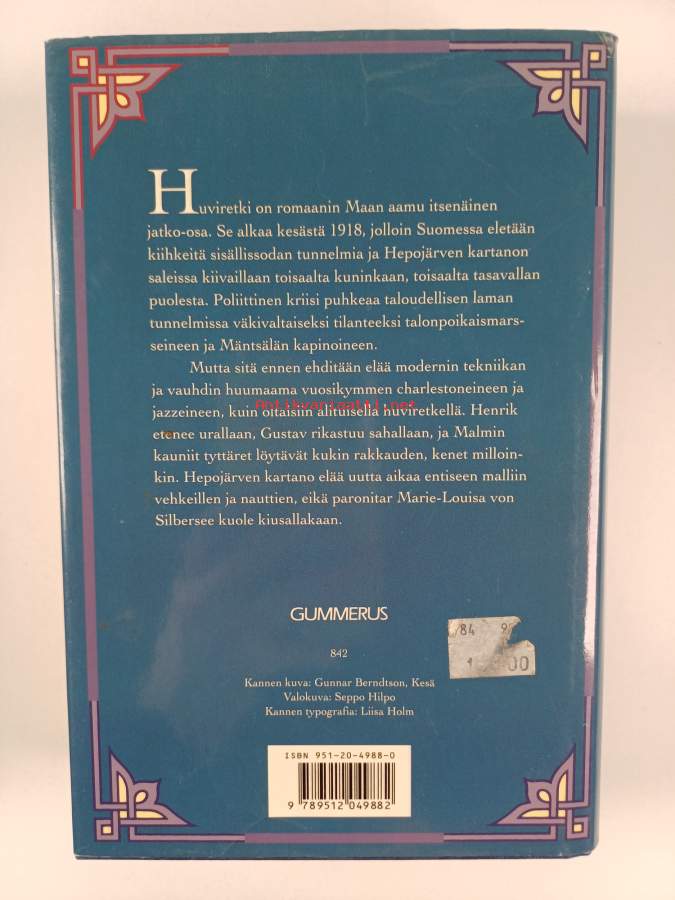 Huviretki on romaanin Maan aamu itsenäinen
jatko-osa. Se alkaa kesästä 1918, jolloin Suomessa eletään
kiihkeitä sisällissodan tunnelmia ja Hepojärven kartanon
saleissa kiivaillaan toisaalta kuninkaan, toisaalta tasavallan
puolesta. Poliittinen kriisi puhkeaa taloudellisen laman
tunnelmissa väkivaltaiseksi tilanteeksi talonpoikaismars-
seineen ja Mäntsälän kapinoineen.
Mutta sitä ennen ehditään elää modernin tekniikan
ja vauhdin huumaama vuosikymmen charlestoneineen ja
jazzeineen, kuin oltaisiin alituisella huviretkellä. Henrik
etenee urallaan, Gustav rikastuu sahallaan, ja Malmin
kauniit tyttäret löytävät kukin rakkauden, kenet milloin-
kin. Hepojärven kartano elää uutta aikaa entiseen malliin
vehkeillen ja nauttien, eikä paronitar Marie-Louisa von
Silbersee kuole kiusallakaan.
Antikvariaatit.net
GUMMERUS
84 9
842
Kannen kuva: Gunnar Berndtson, Kesä
Valokuva: Seppo Hilpo
Kannen typografia: Liisa Holm
ISBN 951-20-4988-0
9 789512 049882